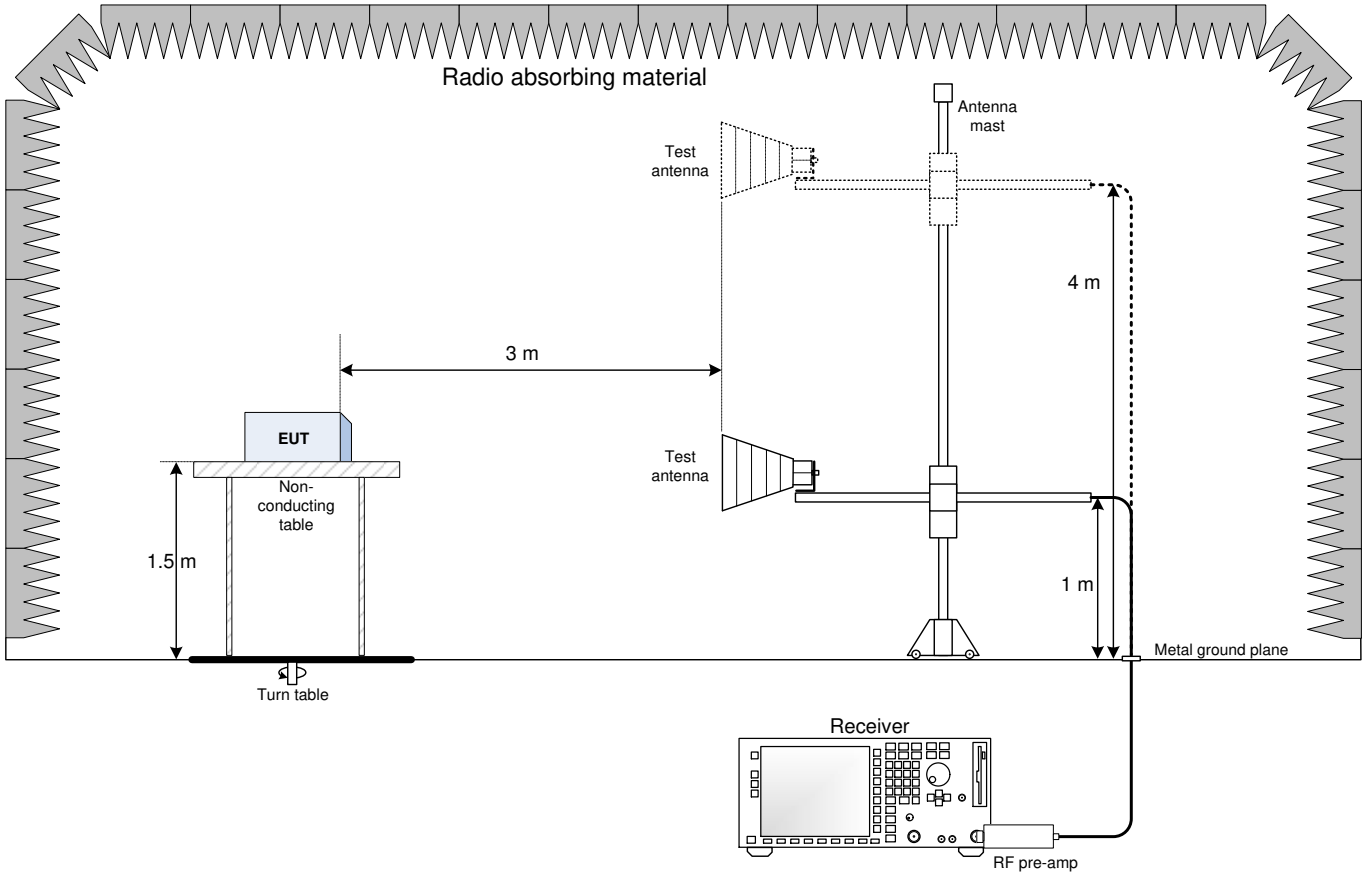 Radio absorbing material
Antenna
mast
Test
antenna
4 m
3 m
EUT
Test
antenna
Non-
conducting
table
1.5 m
1 m
Metal ground plane
Turn table
Receiver
RF pre-amp